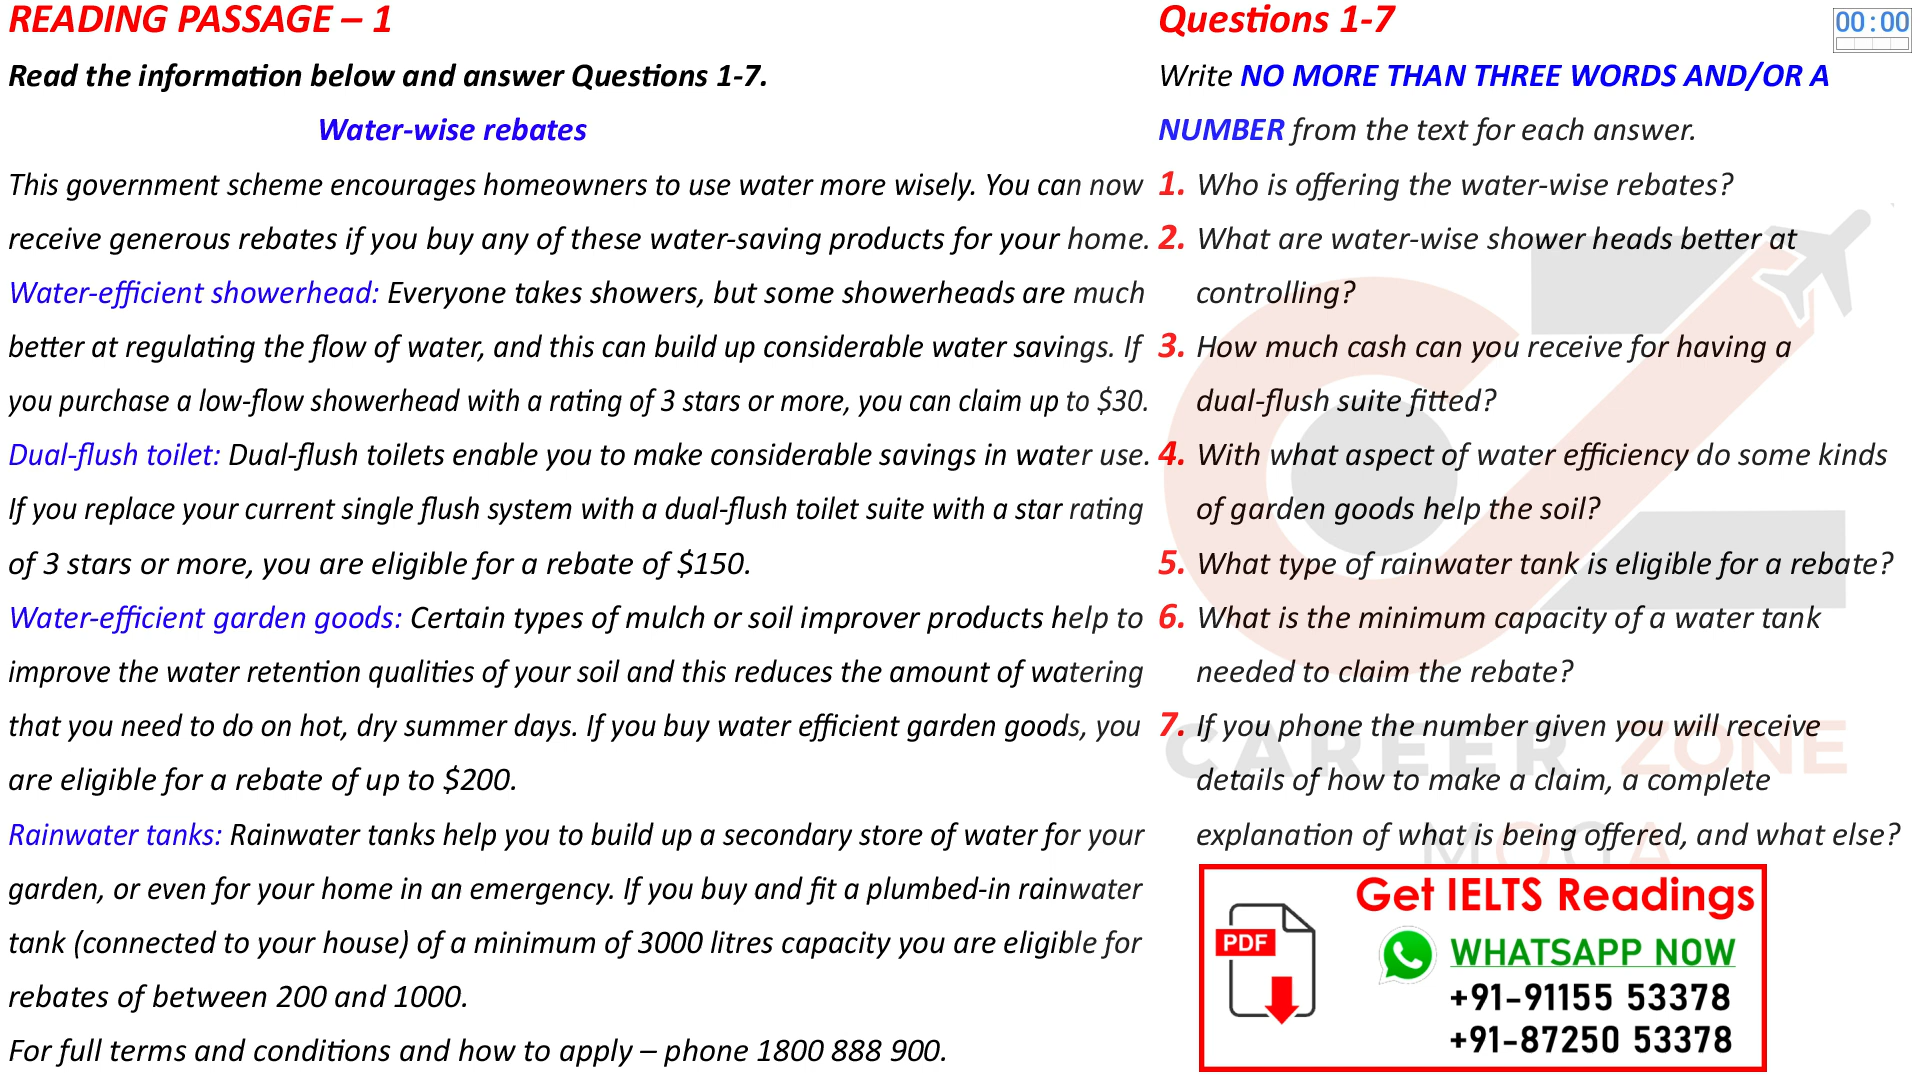 READING PASSAGE – 1
Read the information below and answer Questions 1-7.
Water-wise rebates
This government scheme encourages homeowners to use water more wisely. You can now
receive generous rebates if you buy any of these water-saving products for your home.
Water-efficient showerhead: Everyone takes showers, but some showerheads are much
better at regulating the flow of water, and this can build up considerable water savings. If
you purchase a low-flow showerhead with a rating of 3 stars or more, you can claim up to $30.
Dual-flush toilet: Dual-flush toilets enable you to make considerable savings in water use.
If you replace your current single flush system with a dual-flush toilet suite with a star rating
of 3 stars or more, you are eligible for a rebate of $150.
Water-efficient garden goods: Certain types of mulch or soil improver products help to
improve the water retention qualities of your soil and this reduces the amount of watering
that you need to do on hot, dry summer days. If you buy water efficient garden goods, you
are eligible for a rebate of up to $200.
Rainwater tanks: Rainwater tanks help you to build up a secondary store of water for your
garden, or even for your home in an emergency. If you buy and fit a plumbed-in rainwater
tank (connected to your house) of a minimum of 3000 litres capacity you are eligible for
rebates of between 200 and 1000.
For full terms and conditions and how to apply – phone 1800 888 900.
Questions 1-7
00:00
Write NO MORE THAN THREE WORDS AND/OR A
NUMBER from the text for each answer.
1. Who is offering the water-wise rebates?
2. What are water-wise shower heads better at
controlling?
3. How much cash can you receive for having a
dual-flush suite fitted?
4. With what aspect of water efficiency do some kinds
of garden goods help the soil?
5. What type of rainwater tank is eligible for a rebate?
6. What is the minimum capacity of a water tank
needed to claim the rebate?
7. If you phone the number given you will receive
details of how to make a claim, a complete
explanation of what is being offered, and what else?
CAREER ZONE
MOGA
Get IELTS Readings
PDF
WHATSAPP NOW
+91-91155 53378
+91-87250 53378